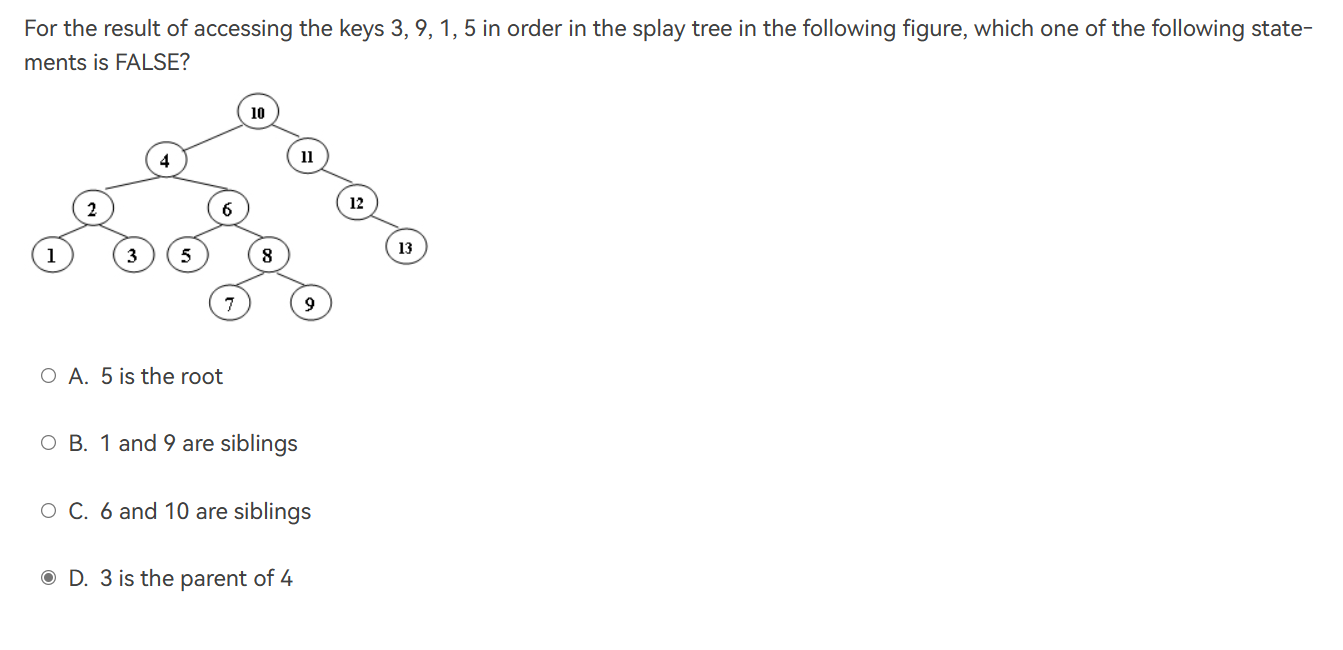 For the result of accessing the keys 3, 9, 1, 5 in order in the splay tree in the following figure, which one of the following state-
ments is FALSE?
10
4
11
2
6
12
1
3
5
8
13
7
9
A. 5 is the root
B. 1 and 9 are siblings
C. 6 and 10 are siblings
D. 3 is the parent of 4